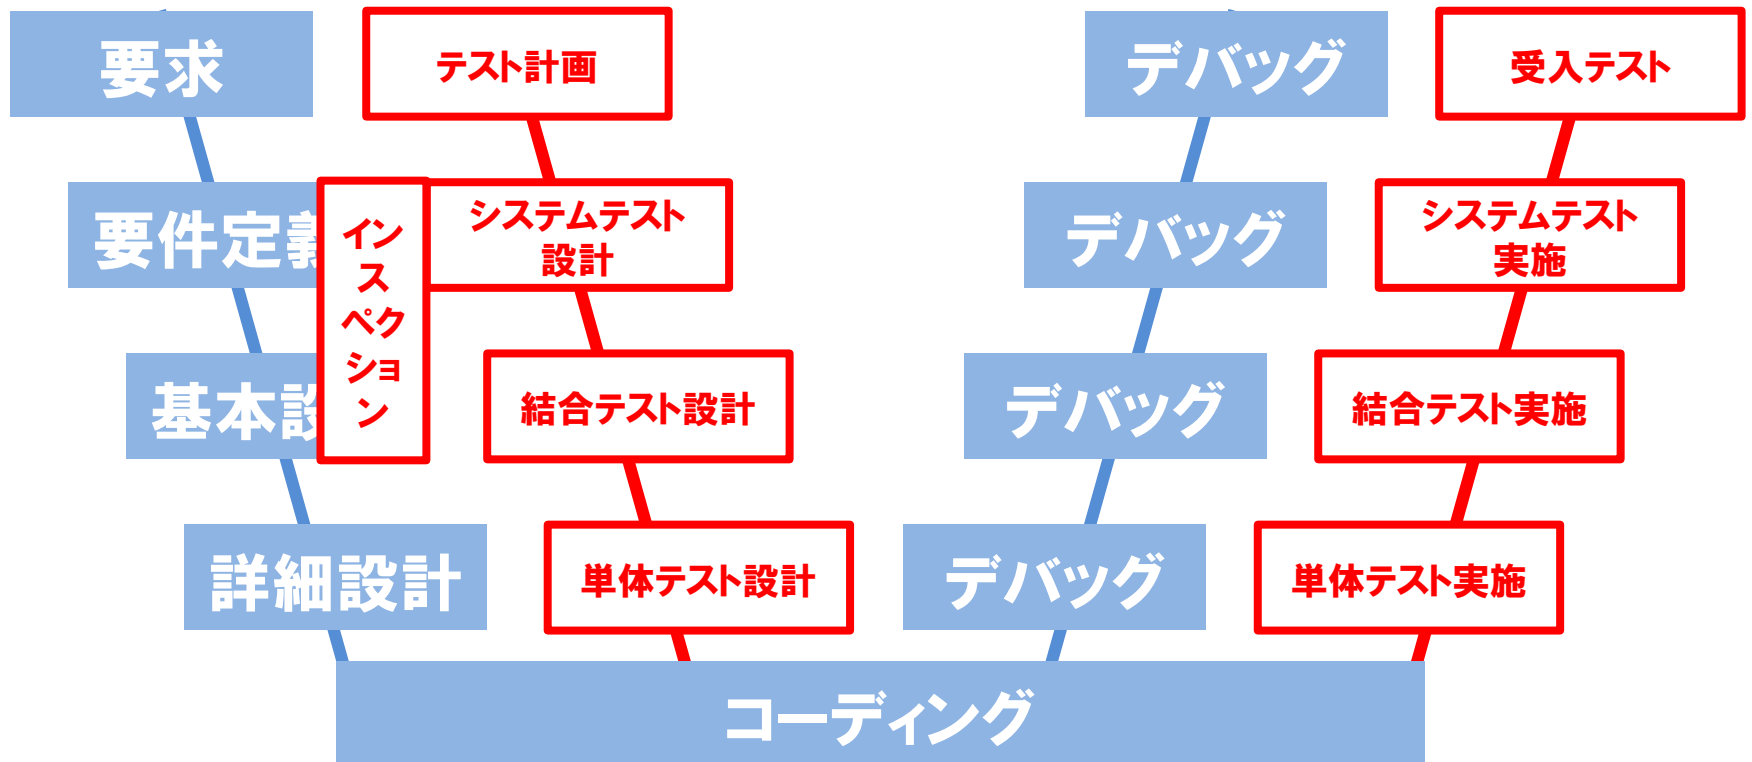 要求
テスト計画
デバッグ
受入テスト
要件定義
イン
スペク
ション
システムテスト
設計
デバッグ
システムテスト
実施
基本設
結合テスト設計
デバッグ
結合テスト実施
詳細設計
単体テスト設計
デバッグ
単体テスト実施
コーディング